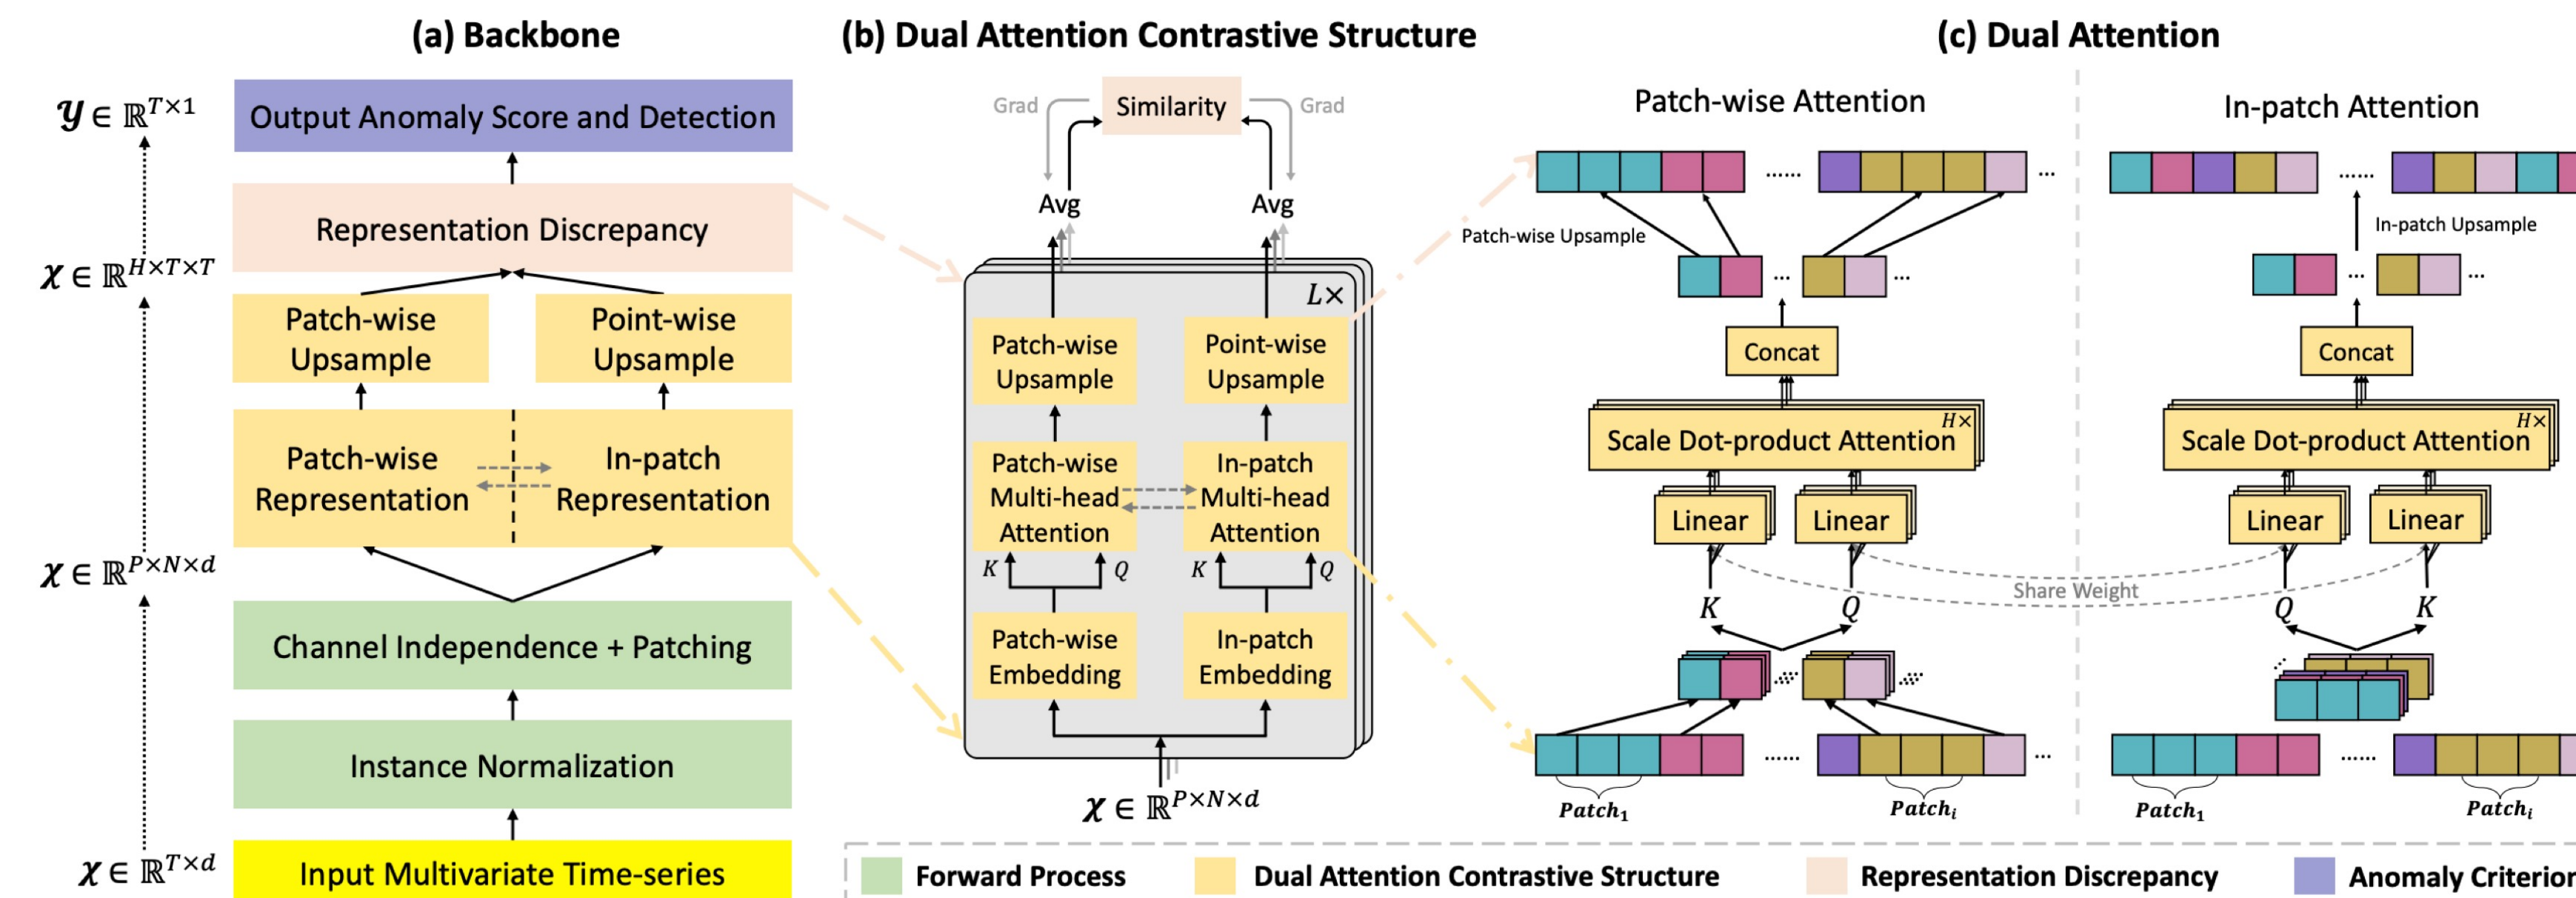 (a) Backbone
𝒴 ∈ ℝ^{T×1}
Output Anomaly Score and Detection
Representation Discrepancy
𝒳 ∈ ℝ^{H×T×T}
Patch-wise
Upsample
Point-wise
Upsample
Patch-wise
Representation
In-patch
Representation
𝒳 ∈ ℝ^{P×N×d}
Channel Independence + Patching
Instance Normalization
𝒳 ∈ ℝ^{T×d}
Input Multivariate Time-series
(b) Dual Attention Contrastive Structure
Grad
Similarity
Grad
Avg
Avg
L×
Patch-wise
Upsample
Point-wise
Upsample
Patch-wise
Multi-head
Attention
In-patch
Multi-head
Attention
K
Q
K
Q
Patch-wise
Embedding
In-patch
Embedding
𝒳 ∈ ℝ^{P×N×d}
(c) Dual Attention
Patch-wise Attention
...... ...
Patch-wise Upsample
... ...
Concat
H×
Scale Dot-product Attention
Linear
Linear
K
Q
...... ...
Patch₁
Patchᵢ
In-patch Attention
......
In-patch Upsample
... ...
Concat
H×
Scale Dot-product Attention
Linear
Linear
Share Weight
Q
K
......
Patch₁
Patchᵢ
Forward Process
Dual Attention Contrastive Structure
Representation Discrepancy
Anomaly Criterion